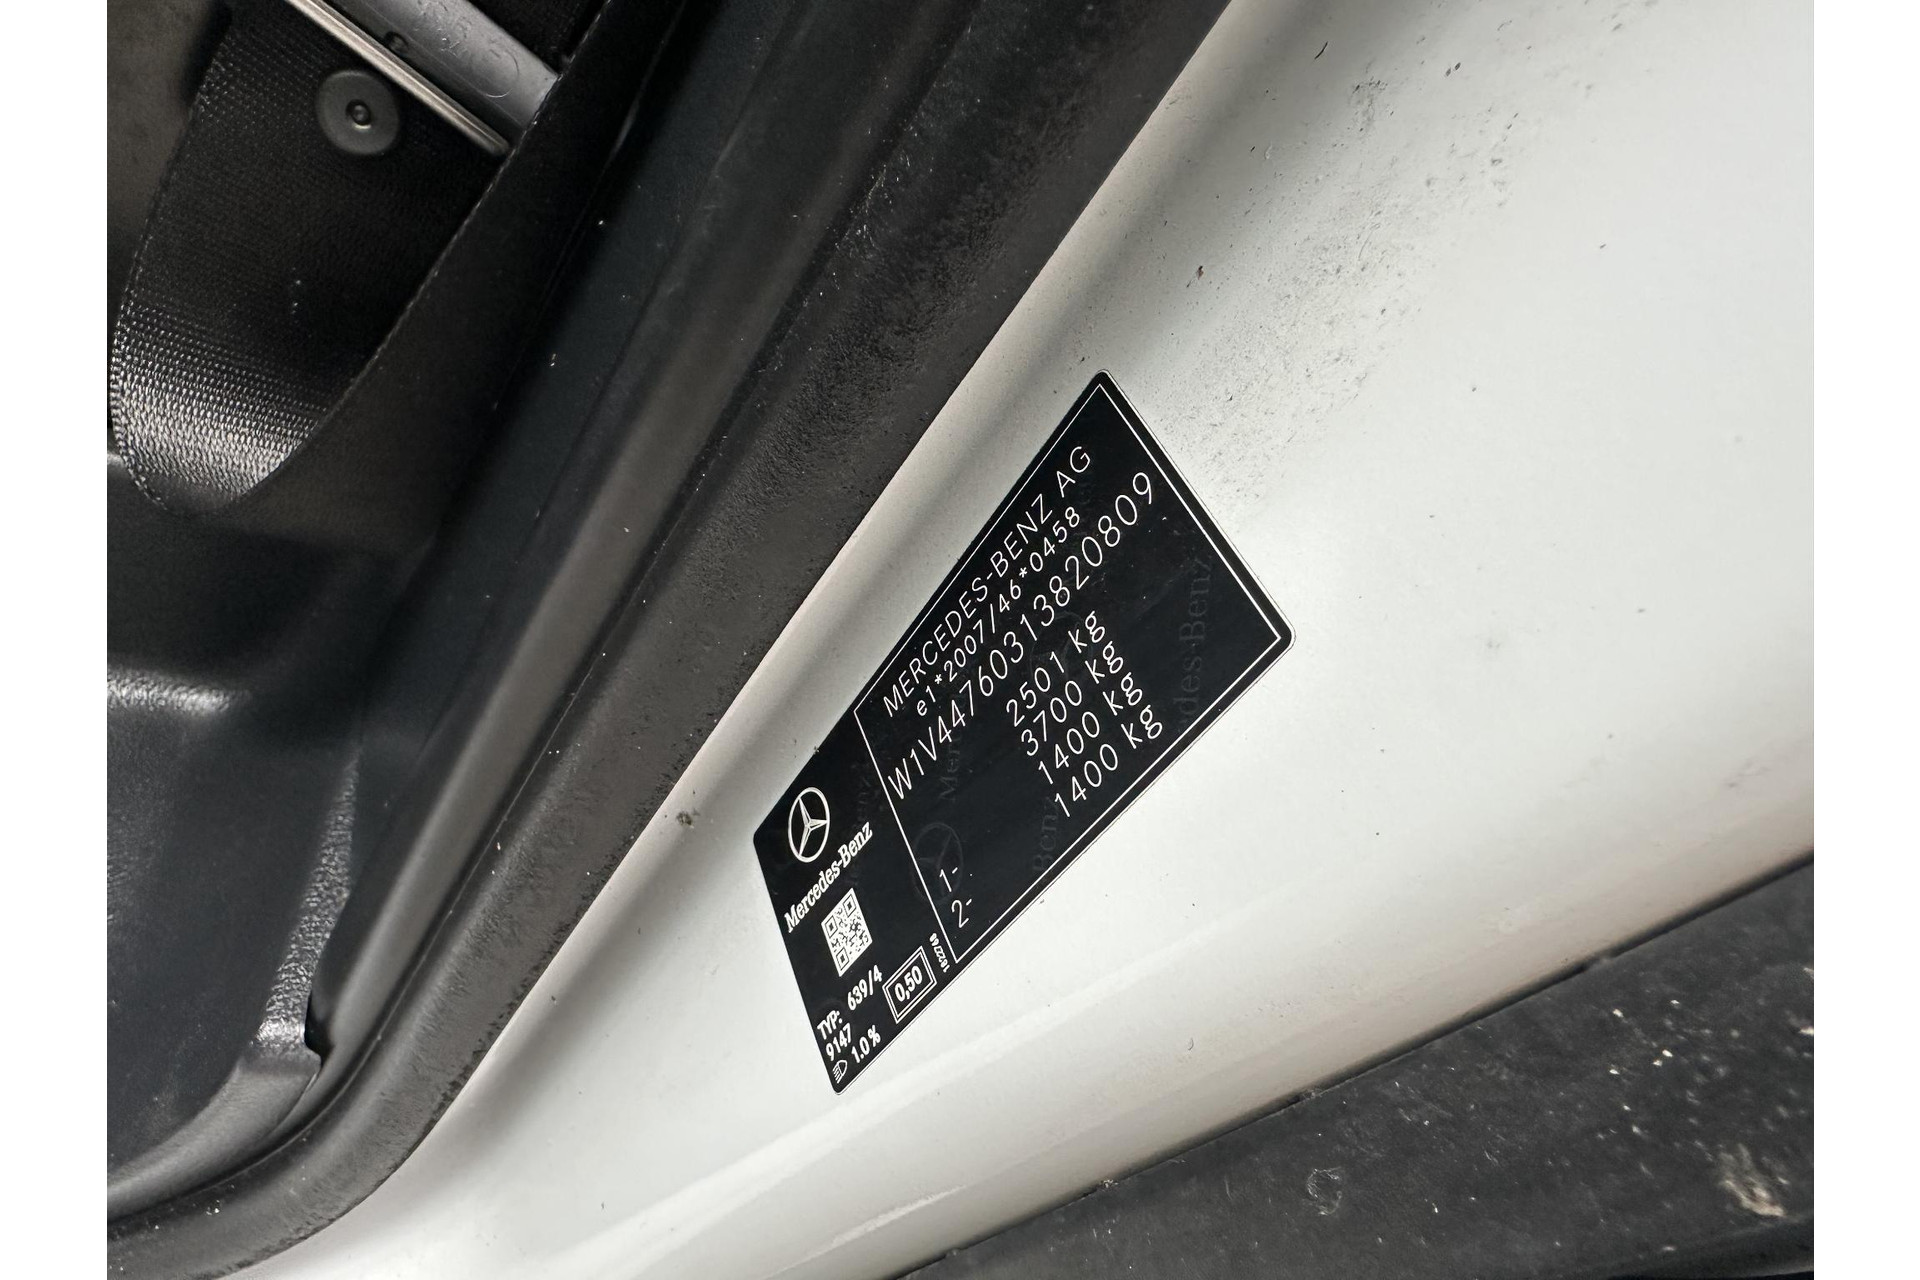 MERCEDES-BENZ AG
e1*2007/46*0458
W1V44760313820809
2501 kg
3700 kg
1400 kg
1400 kg
1-
2-
Mercedes-Benz
TYP: 639/4
9147
1.0 %
0,50
1822768